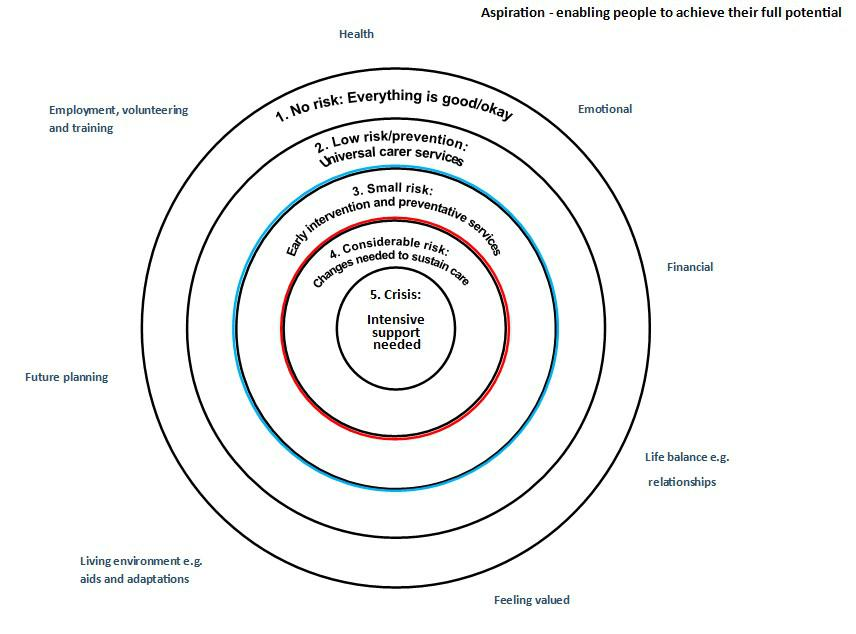 Aspiration - enabling people to achieve their full potential
Health
Employment, volunteering
and training
Emotional
1. No risk: Everything is good/okay
2. Low risk/prevention:
Universal carer services
3. Small risk:
Early intervention and preventative services
4. Considerable risk:
Changes needed to sustain care
5. Crisis:
Intensive
support
needed
Financial
Future planning
Life balance e.g.
relationships
Living environment e.g.
aids and adaptations
Feeling valued